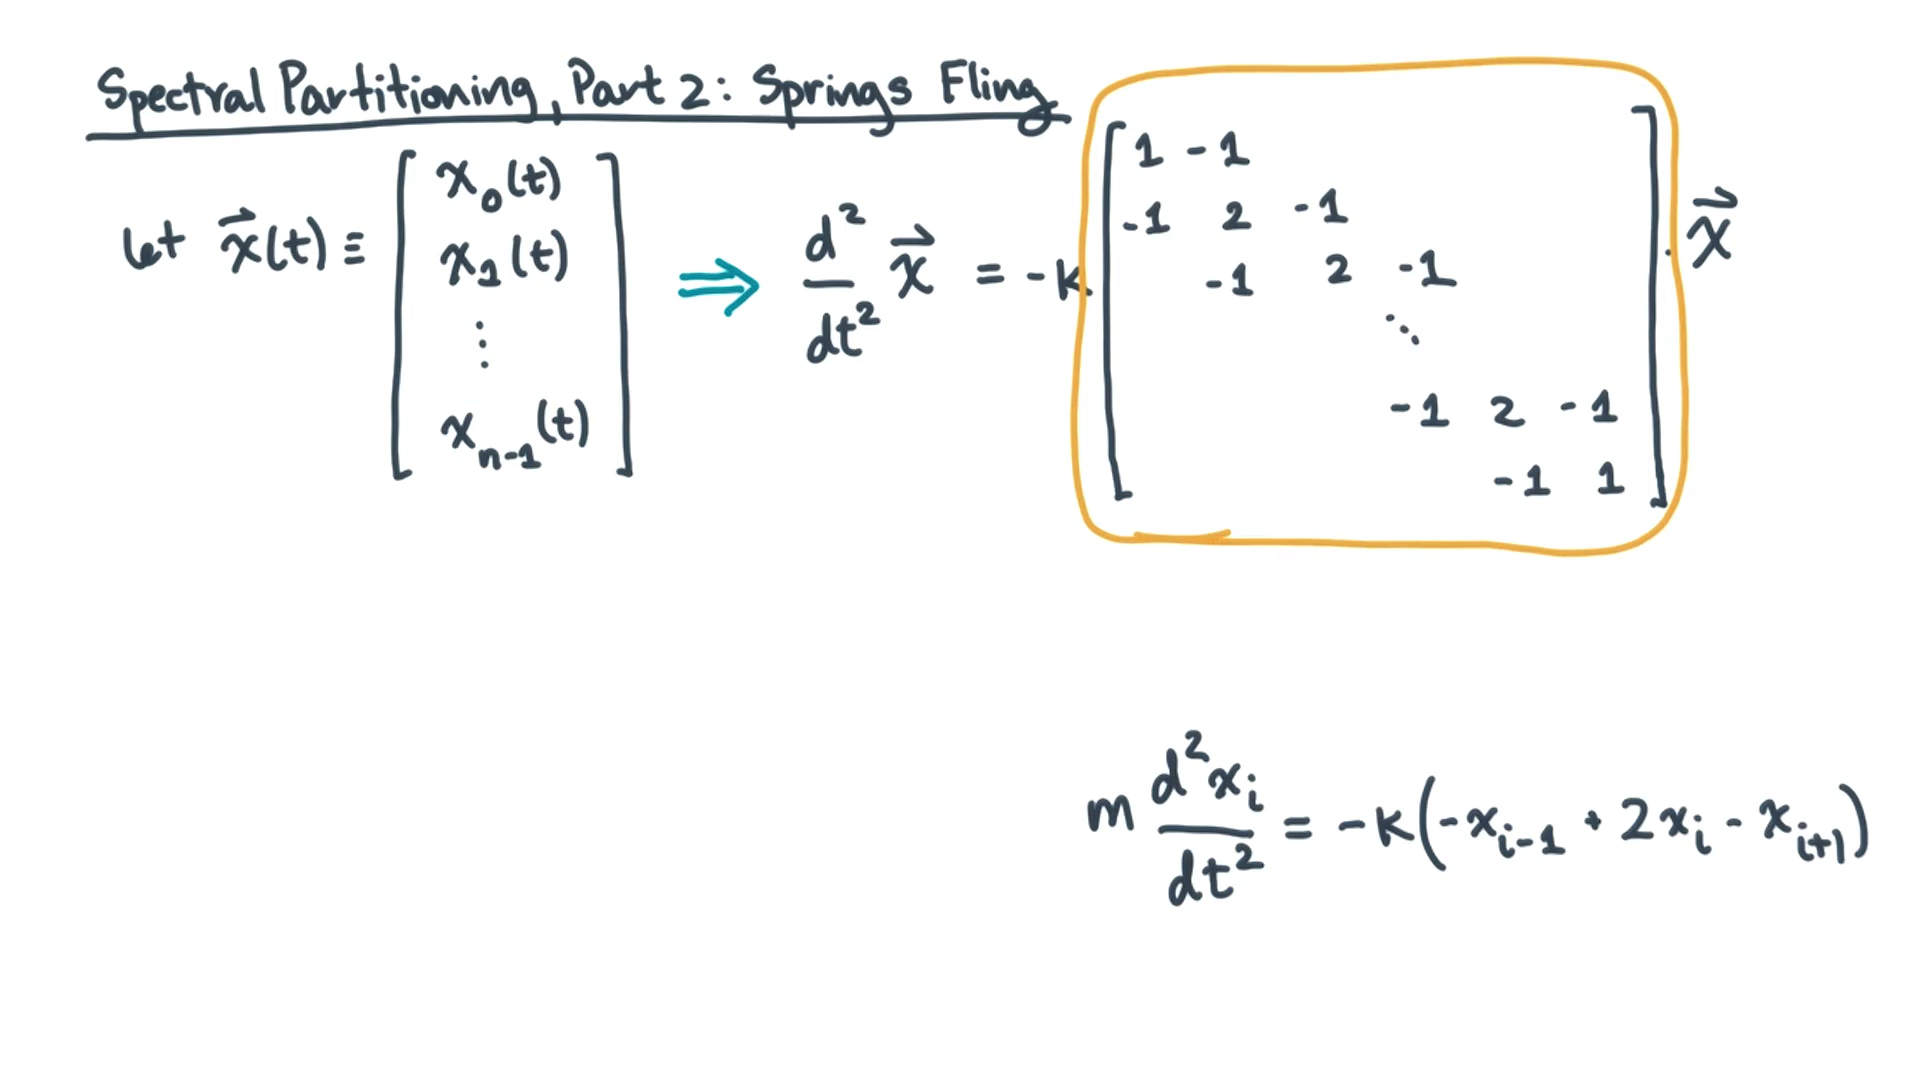 Spectral Partitioning, Part 2: Springs Fling
let x⃗(t) ≡ [ x₀(t) x₁(t) ⋮ xₙ₋₁(t) ] ⇒ d²/dt² x⃗ = -k
[ 1 -1
-1 2 -1
-1 2 -1
⋱
-1 2 -1
-1 1 ] · x⃗
m d²xᵢ/dt² = -k(-xᵢ₋₁ + 2xᵢ - xᵢ₊₁)